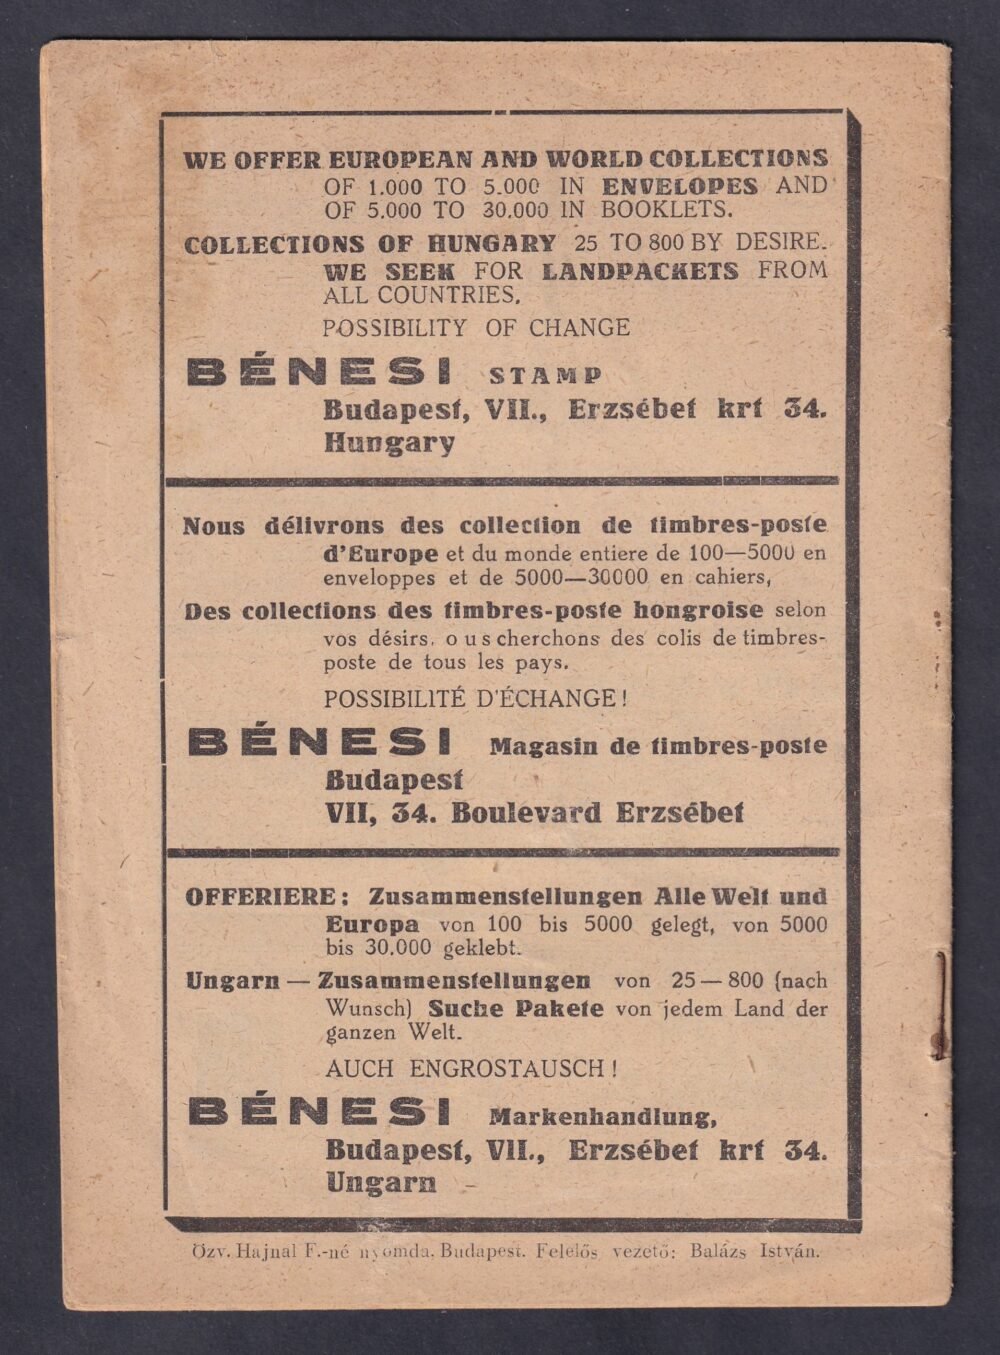 WE OFFER EUROPEAN AND WORLD COLLECTIONS
OF 1.000 TO 5.000 IN ENVELOPES AND
OF 5.000 TO 30.000 IN BOOKLETS.
COLLECTIONS OF HUNGARY 25 TO 800 BY DESIRE.
WE SEEK FOR LANDPACKETS FROM
ALL COUNTRIES.
POSSIBILITY OF CHANGE
BÉNESI STAMP
Budapest, VII., Erzsébet krt 34.
Hungary
Nous délivrons des collection de timbres-poste
d'Europe et du monde entiere de 100—5000 en
enveloppes et de 5000—30000 en cahiers,
Des collections des timbres-poste hongroise selon
vos désirs. o u s cherchons des colis de timbres-
poste de tous les pays.
POSSIBILITÉ D'ÉCHANGE!
BÉNESI Magasin de timbres-poste
Budapest
VII, 34. Boulevard Erzsébet
OFFERIERE: Zusammenstellungen Alle Welt und
Europa von 100 bis 5000 gelegt, von 5000
bis 30.000 geklebt.
Ungarn — Zusammenstellungen von 25 — 800 (nach
Wunsch) Suche Pakete von jedem Land der
ganzen Welt.
AUCH ENGROSTAUSCH!
BÉNESI Markenhandlung,
Budapest, VII., Erzsébet krt 34.
Ungarn
Özv. Hajnal F.-né nyomda, Budapest. Felelős vezető: Balázs István.